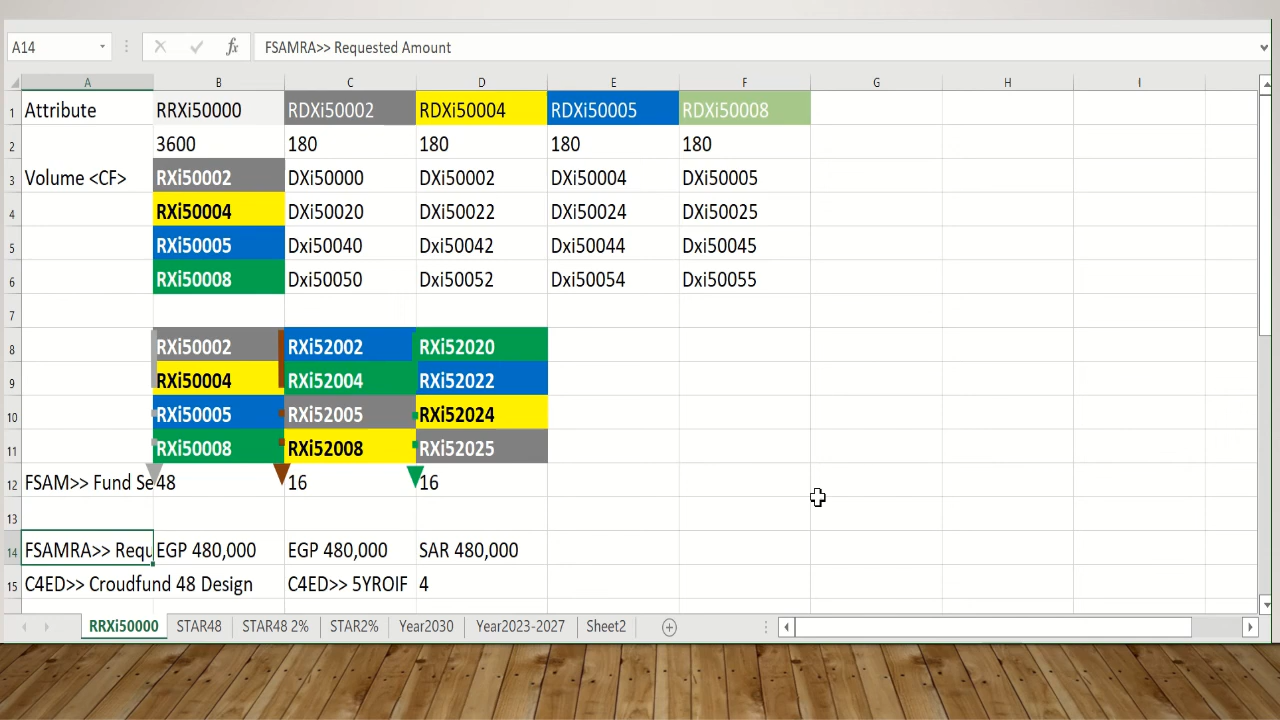 A14 fx FSAMRA>> Requested Amount
A B C D E F G H I
1 Attribute RRXi50000 RDXi50002 RDXi50004 RDXi50005 RDXi50008
2 3600 180 180 180 180
3 Volume <CF> RXi50002 DXi50000 DXi50002 DXi50004 DXi50005
4 RXi50004 DXi50020 DXi50022 DXi50024 DXi50025
5 RXi50005 Dxi50040 Dxi50042 Dxi50044 Dxi50045
6 RXi50008 Dxi50050 Dxi50052 Dxi50054 Dxi50055
7
8 RXi50002 RXi52002 RXi52020
9 RXi50004 RXi52004 RXi52022
10 RXi50005 RXi52005 RXi52024
11 RXi50008 RXi52008 RXi52025
12 FSAM>> Fund Se 48 16 16
13
14 FSAMRA>> Requ EGP 480,000 EGP 480,000 SAR 480,000
15 C4ED>> Croudfund 48 Design C4ED>> 5YROIF 4
RRXi50000 STAR48 STAR48 2% STAR2% Year2030 Year2023-2027 Sheet2